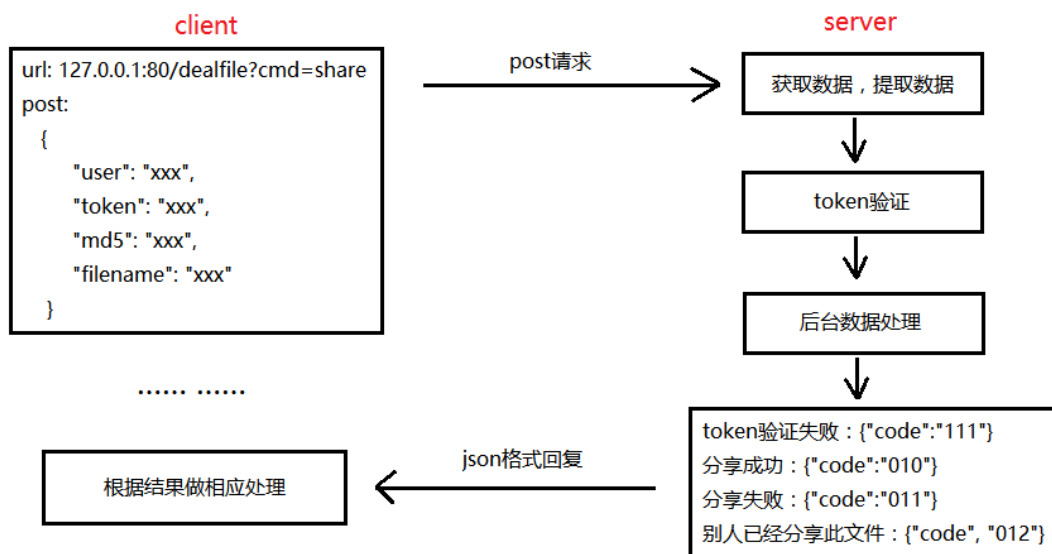 client
url: 127.0.0.1:80/dealfile?cmd=share
post:
{
"user": "xxx",
"token": "xxx",
"md5": "xxx",
"filename": "xxx"
}
...... ......
根据结果做相应处理
post请求
json格式回复
server
获取数据，提取数据
token验证
后台数据处理
token验证失败：{"code":"111"}
分享成功：{"code":"010"}
分享失败：{"code":"011"}
别人已经分享此文件：{"code", "012"}